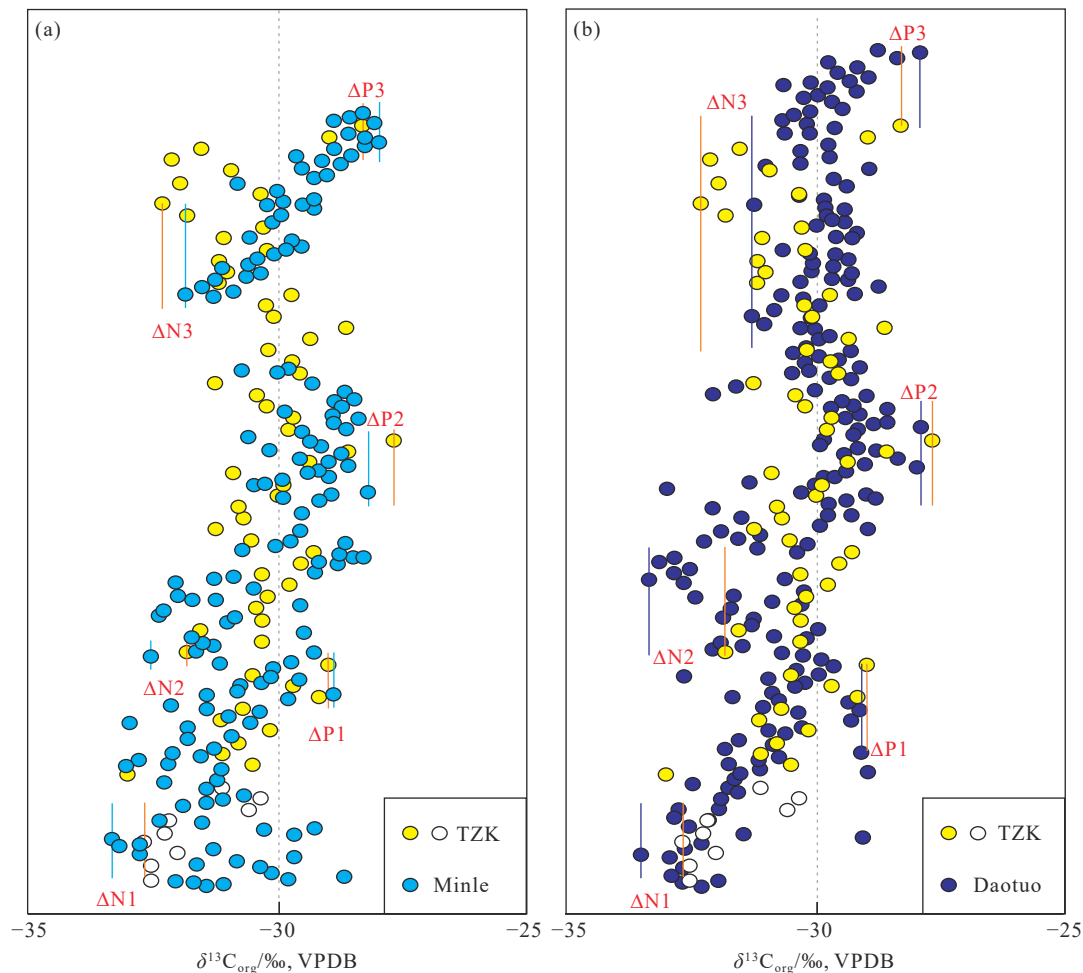 (a)
ΔP3
ΔN3
ΔP2
ΔN2
ΔP1
ΔN1
TZK
Minle
−35
−30
−25
δ¹³Corg/‰, VPDB
(b)
ΔP3
ΔN3
ΔP2
ΔN2
ΔP1
ΔN1
TZK
Daotuo
−35
−30
−25
δ¹³Corg/‰, VPDB